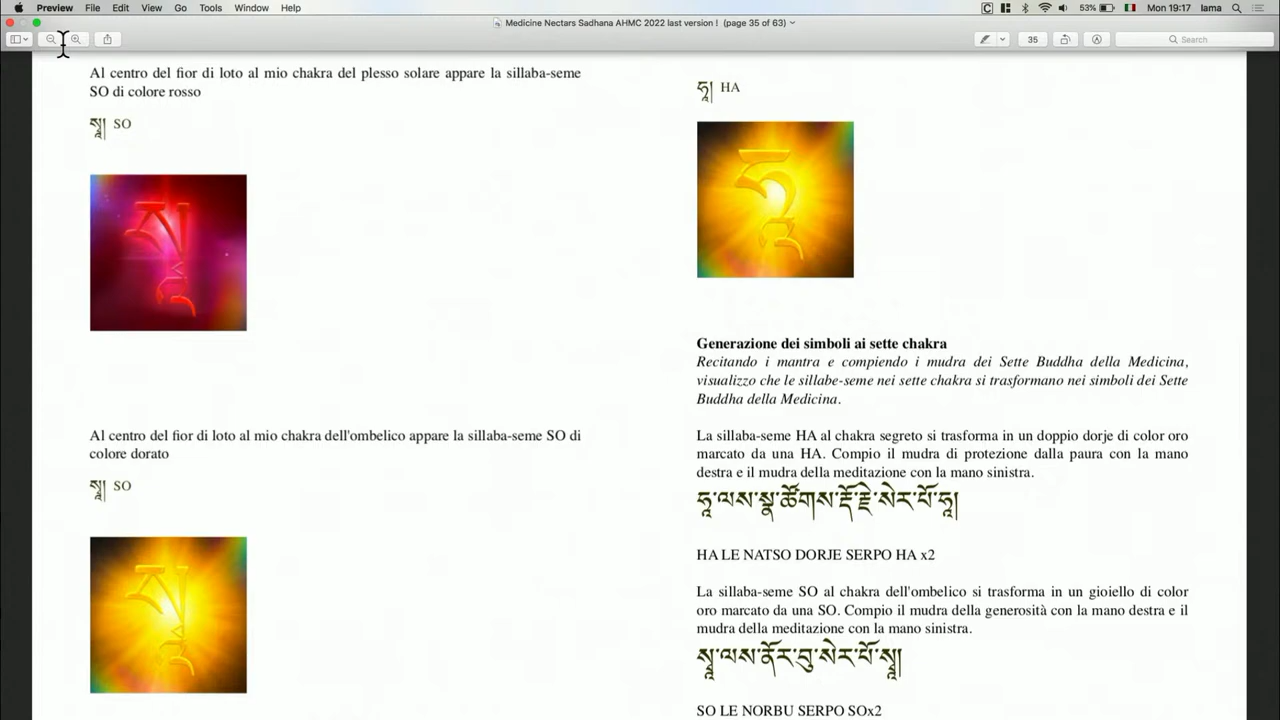 Preview File Edit View Go Tools Window Help
53% Mon 19:17 lama
Medicine Nectars Sadhana AHMC 2022 last version ! (page 35 of 63)
35
Search
Al centro del fior di loto al mio chakra del plesso solare appare la sillaba-seme
SO di colore rosso
SO
Al centro del fior di loto al mio chakra dell'ombelico appare la sillaba-seme SO di
colore dorato
SO
HA
Generazione dei simboli ai sette chakra
Recitando i mantra e compiendo i mudra dei Sette Buddha della Medicina,
visualizzo che le sillabe-seme nei sette chakra si trasformano nei simboli dei Sette
Buddha della Medicina.
La sillaba-seme HA al chakra segreto si trasforma in un doppio dorje di color oro
marcato da una HA. Compio il mudra di protezione dalla paura con la mano
destra e il mudra della meditazione con la mano sinistra.
HA LE NATSO DORJE SERPO HA x2
La sillaba-seme SO al chakra dell'ombelico si trasforma in un gioiello di color
oro marcato da una SO. Compio il mudra della generosità con la mano destra e il
mudra della meditazione con la mano sinistra.
SO LE NORBU SERPO SOx2